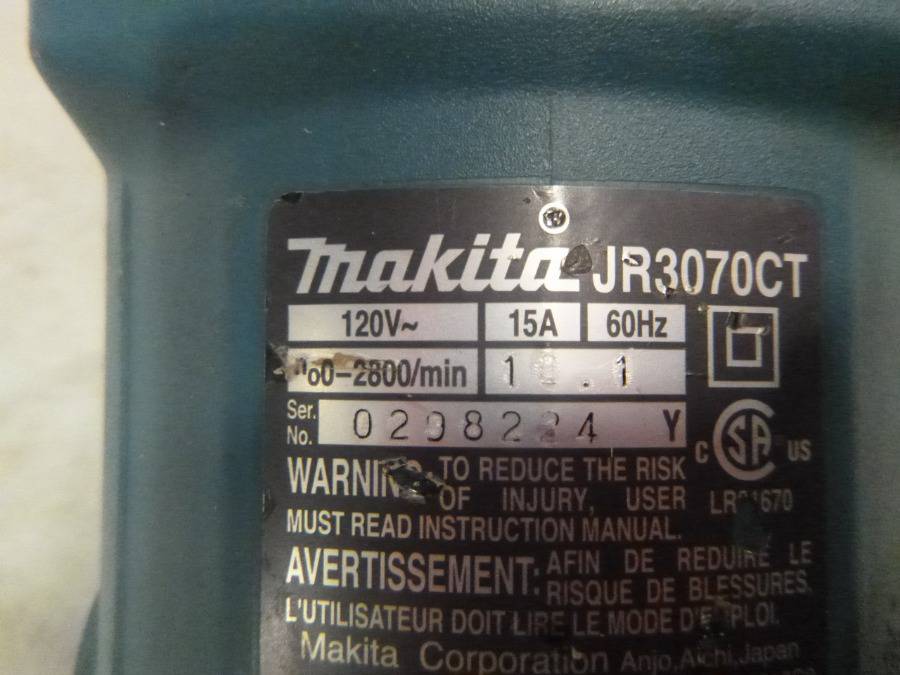 makita JR3070CT
120V~ 15A 60Hz
n₀0-2800/min
Ser. No. Y
C SA US
WARNING: TO REDUCE THE RISK
OF INJURY, USER
MUST READ INSTRUCTION MANUAL.
AVERTISSEMENT: AFIN DE REDUIRE LE
RISQUE DE BLESSURES,
L'UTILISATEUR DOIT LIRE LE MODE D'EMPLOI.
Makita Corporation Anjo, Aichi, Japan